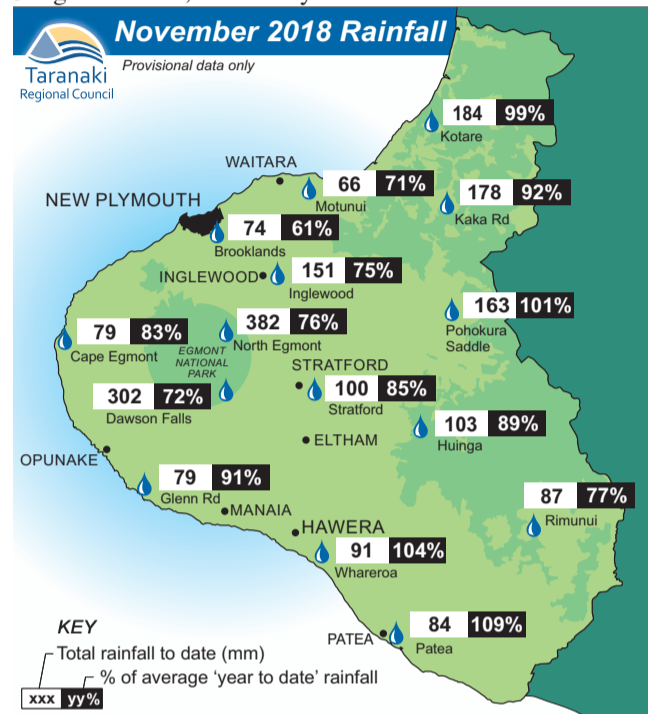 November 2018 Rainfall
Provisional data only
Taranaki
Regional Council
184 99%
Kotare
WAITARA
66 71%
Motunui
178 92%
Kaka Rd
NEW PLYMOUTH
74 61%
Brooklands
INGLEWOOD
151 75%
Inglewood
163 101%
Pohokura
Saddle
79 83%
Cape Egmont
382 76%
North Egmont
EGMONT
NATIONAL
PARK
STRATFORD
302 72%
Dawson Falls
100 85%
Stratford
103 89%
Huinga
ELTHAM
OPUNAKE
79 91%
Glenn Rd
MANAIA
87 77%
Rimunui
HAWERA
91 104%
Whareroa
PATEA
84 109%
Patea
KEY
Total rainfall to date (mm)
% of average ‘year to date’ rainfall
xxx yy%